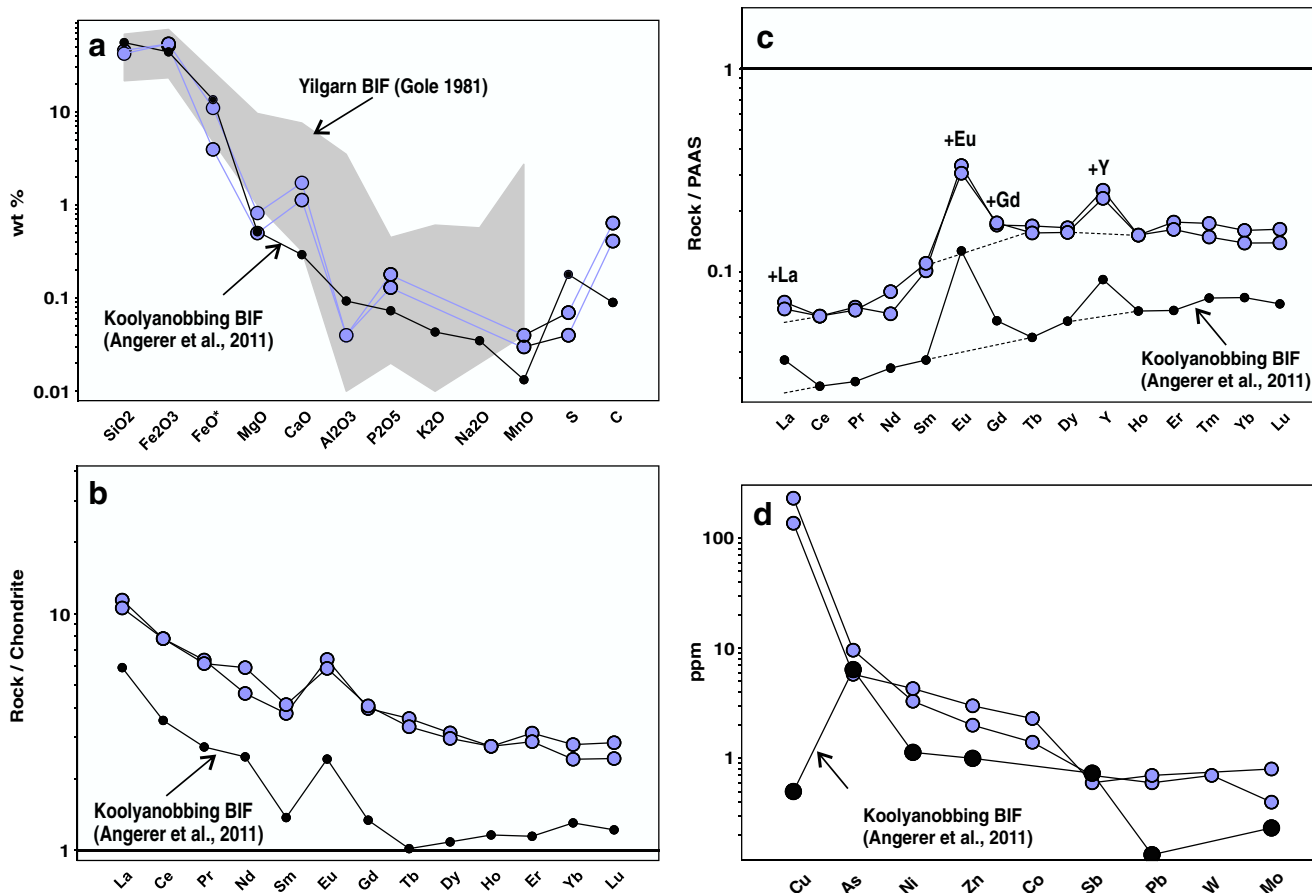 a
wt %
10
1
0.1
0.01
Yilgarn BIF (Gole 1981)
Koolyanobbing BIF
(Angerer et al., 2011)
SiO2 Fe2O3 FeO* MgO CaO Al2O3 P2O5 K2O Na2O MnO S C
c
Rock / PAAS
1
0.1
+La
+Eu
+Gd
+Y
Koolyanobbing BIF
(Angerer et al., 2011)
La Ce Pr Nd Sm Eu Gd Tb Dy Y Ho Er Tm Yb Lu
b
Rock / Chondrite
10
1
Koolyanobbing BIF
(Angerer et al., 2011)
La Ce Pr Nd Sm Eu Gd Tb Dy Ho Er Yb Lu
d
ppm
100
10
1
Koolyanobbing BIF
(Angerer et al., 2011)
Cu As Ni Zn Co Sb Pb W Mo